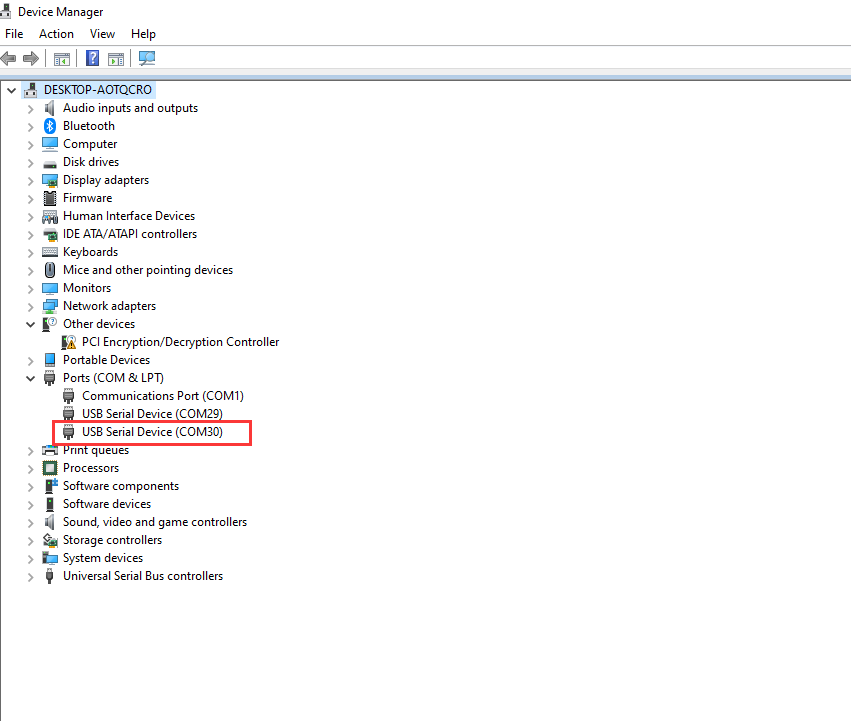 Device Manager
File Action View Help
DESKTOP-AOTQCRO
Audio inputs and outputs
Bluetooth
Computer
Disk drives
Display adapters
Firmware
Human Interface Devices
IDE ATA/ATAPI controllers
Keyboards
Mice and other pointing devices
Monitors
Network adapters
Other devices
PCI Encryption/Decryption Controller
Portable Devices
Ports (COM & LPT)
Communications Port (COM1)
USB Serial Device (COM29)
USB Serial Device (COM30)
Print queues
Processors
Software components
Software devices
Sound, video and game controllers
Storage controllers
System devices
Universal Serial Bus controllers